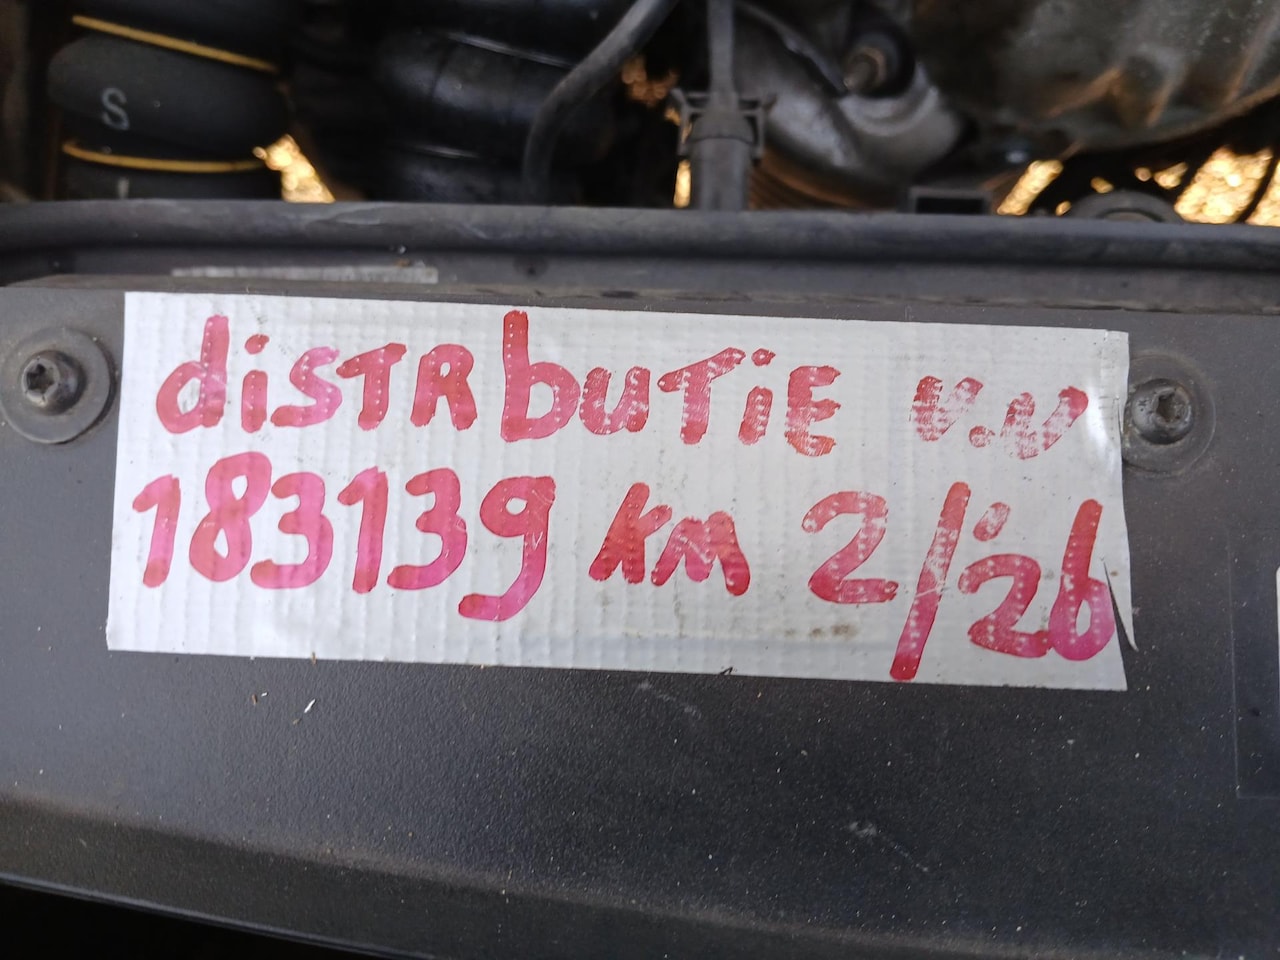 S
distRbuTiE V.V
183139 km 2/'26